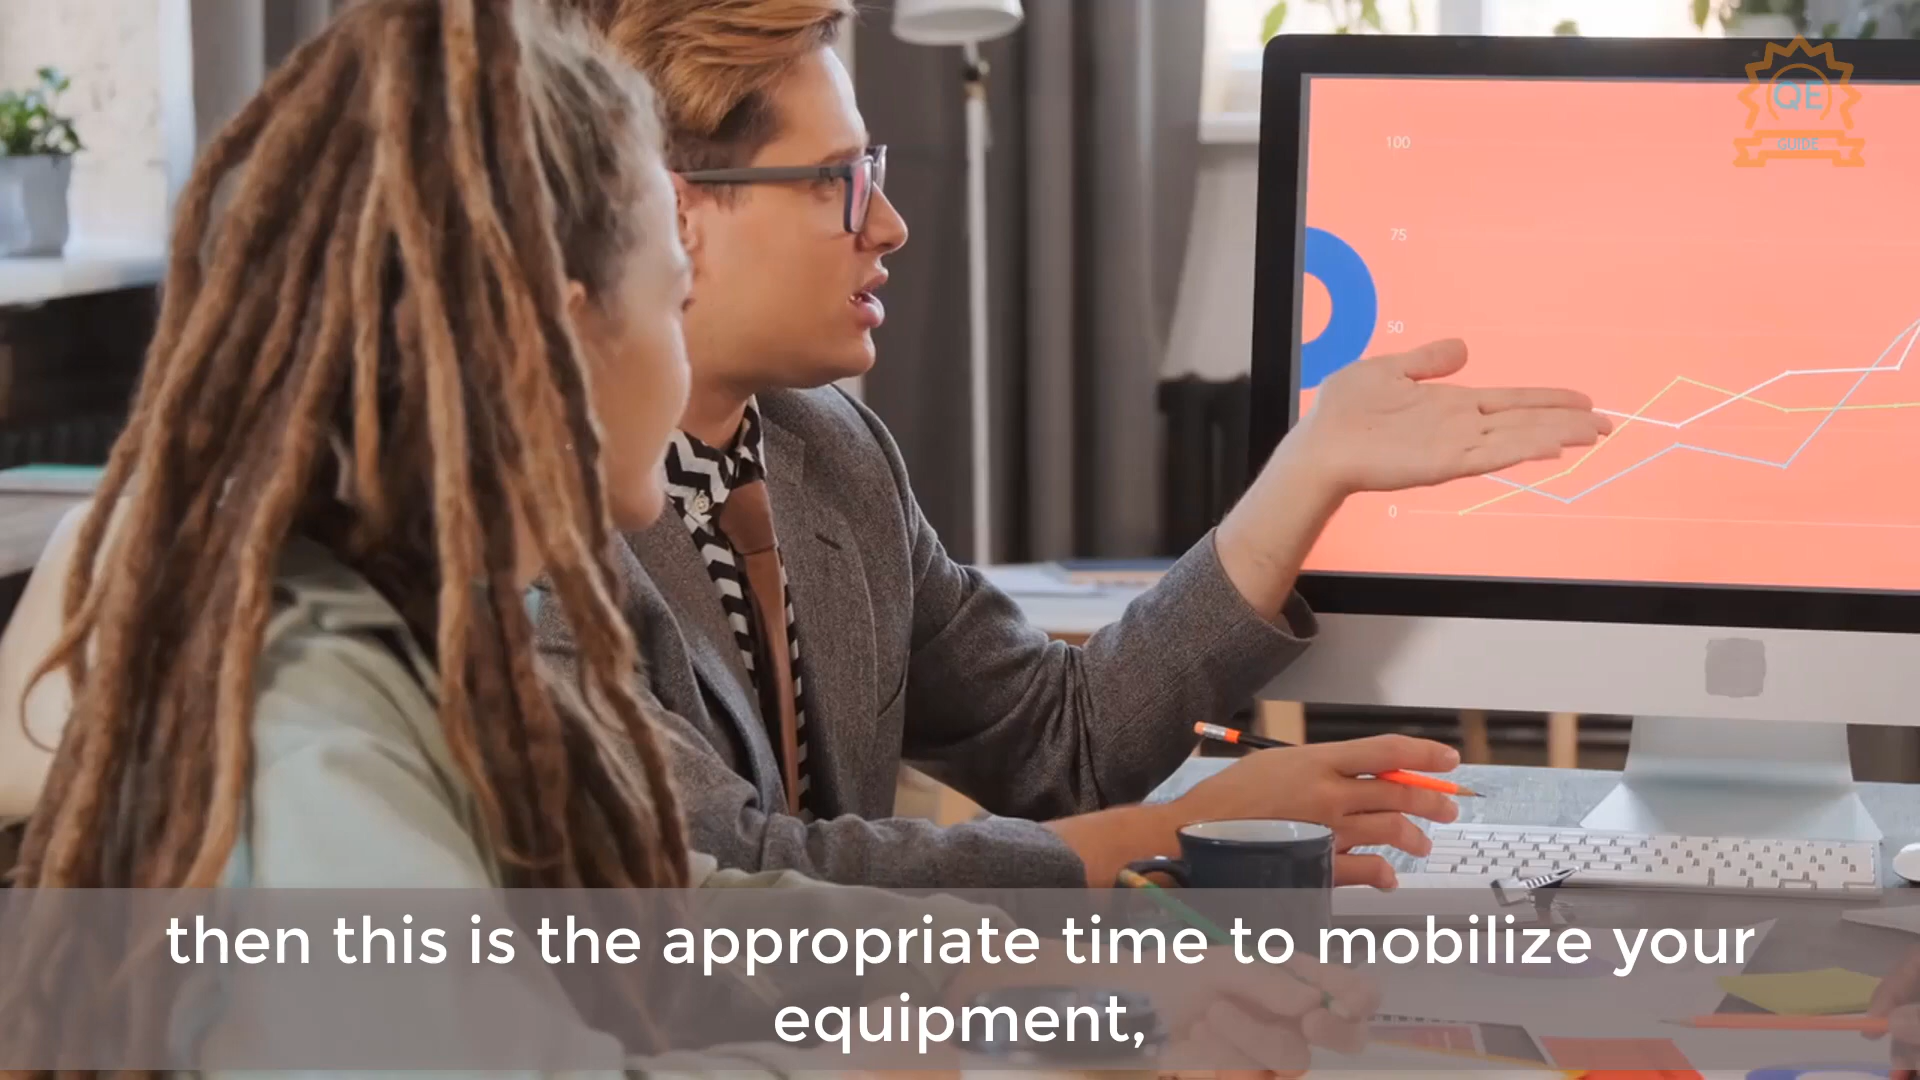 QE
GUIDE
100
75
50
0
then this is the appropriate time to mobilize your
equipment,